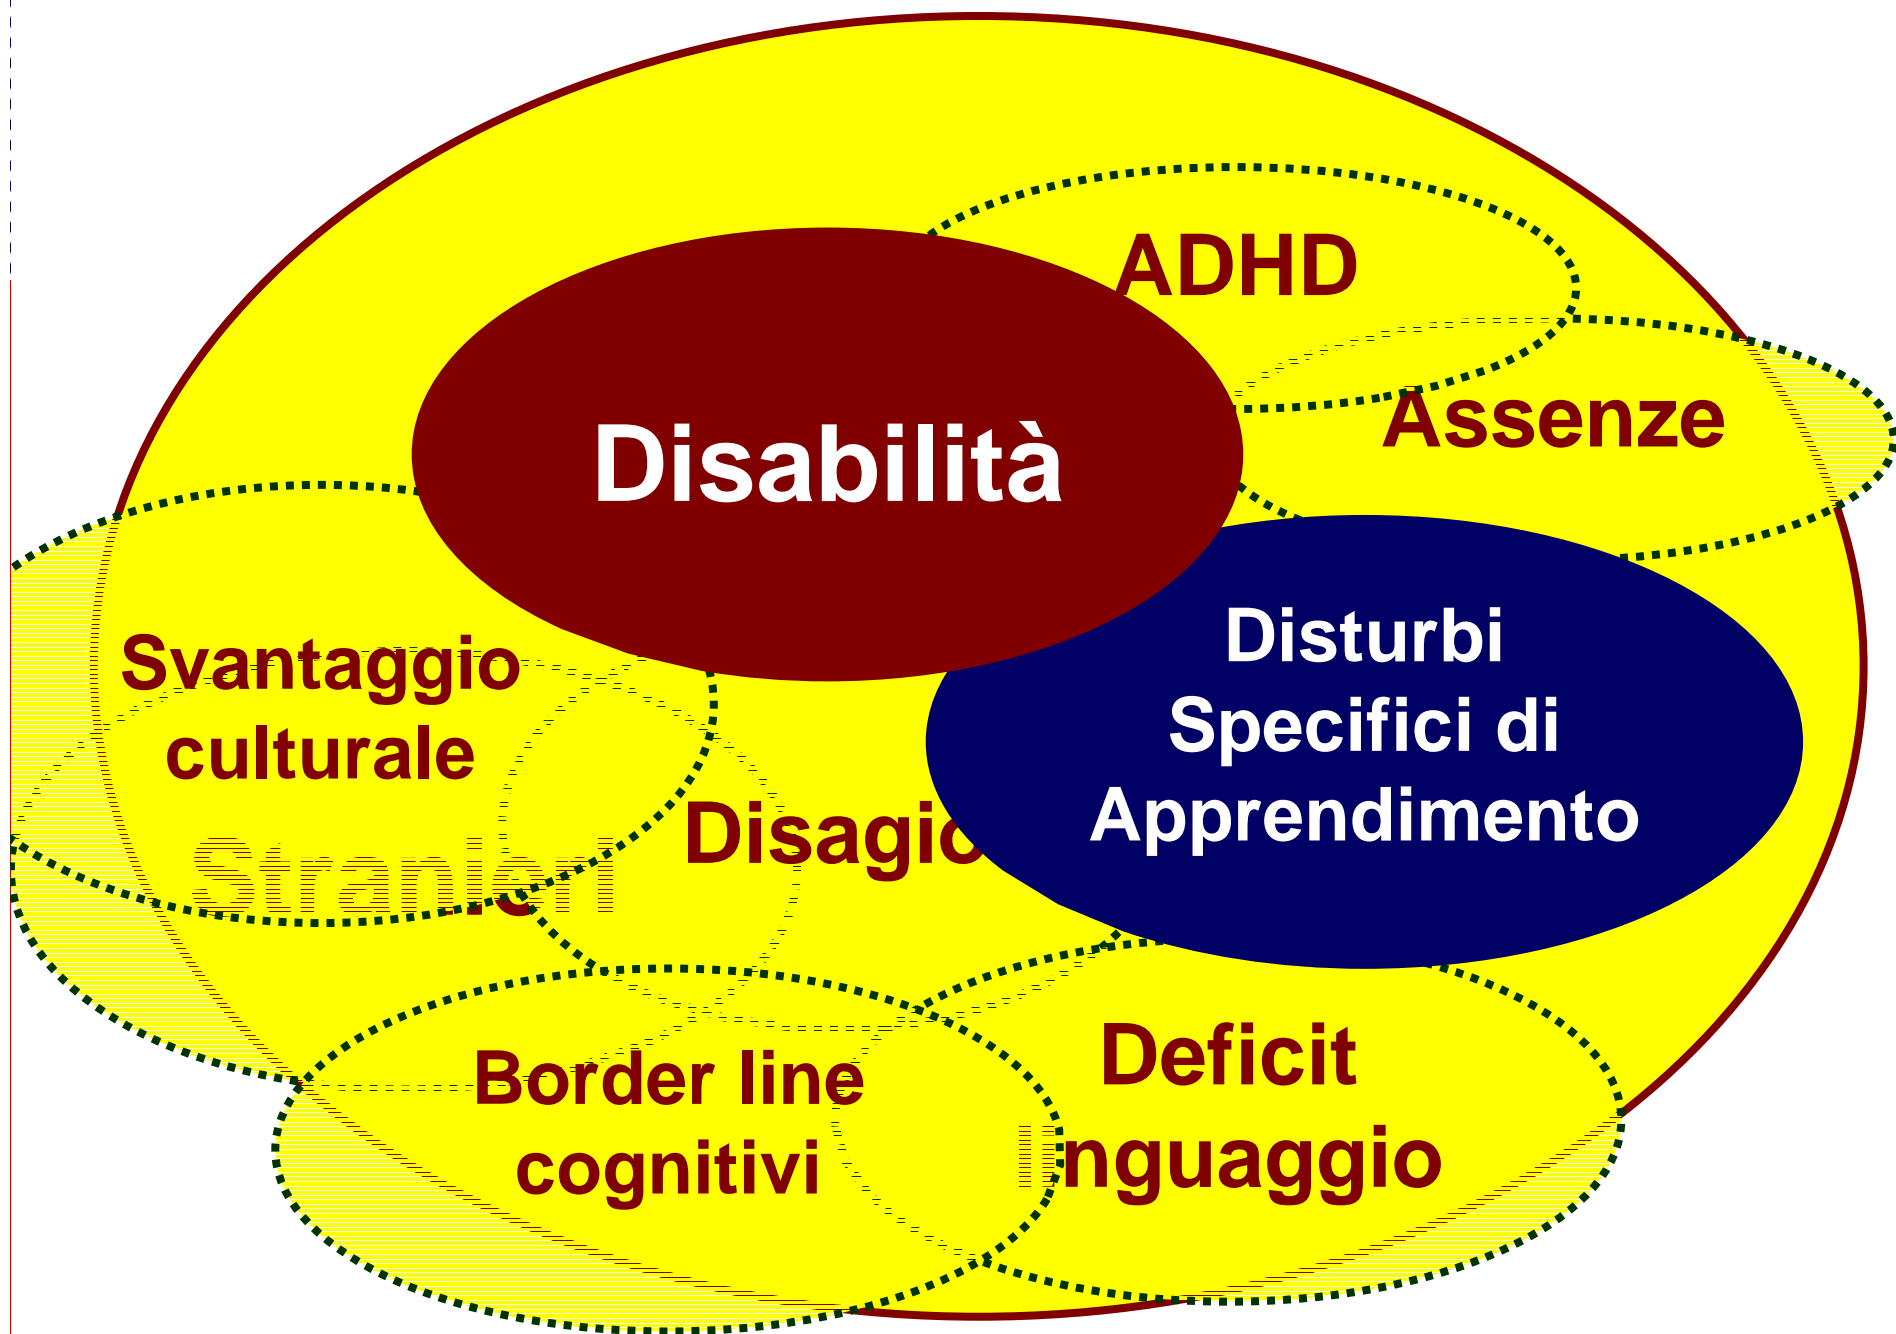 ADHD
Assenze
Disabilità
Disturbi
Specifici di
Apprendimento
Svantaggio
culturale
Stranieri
Disagio
Border line
cognitivi
Deficit
linguaggio